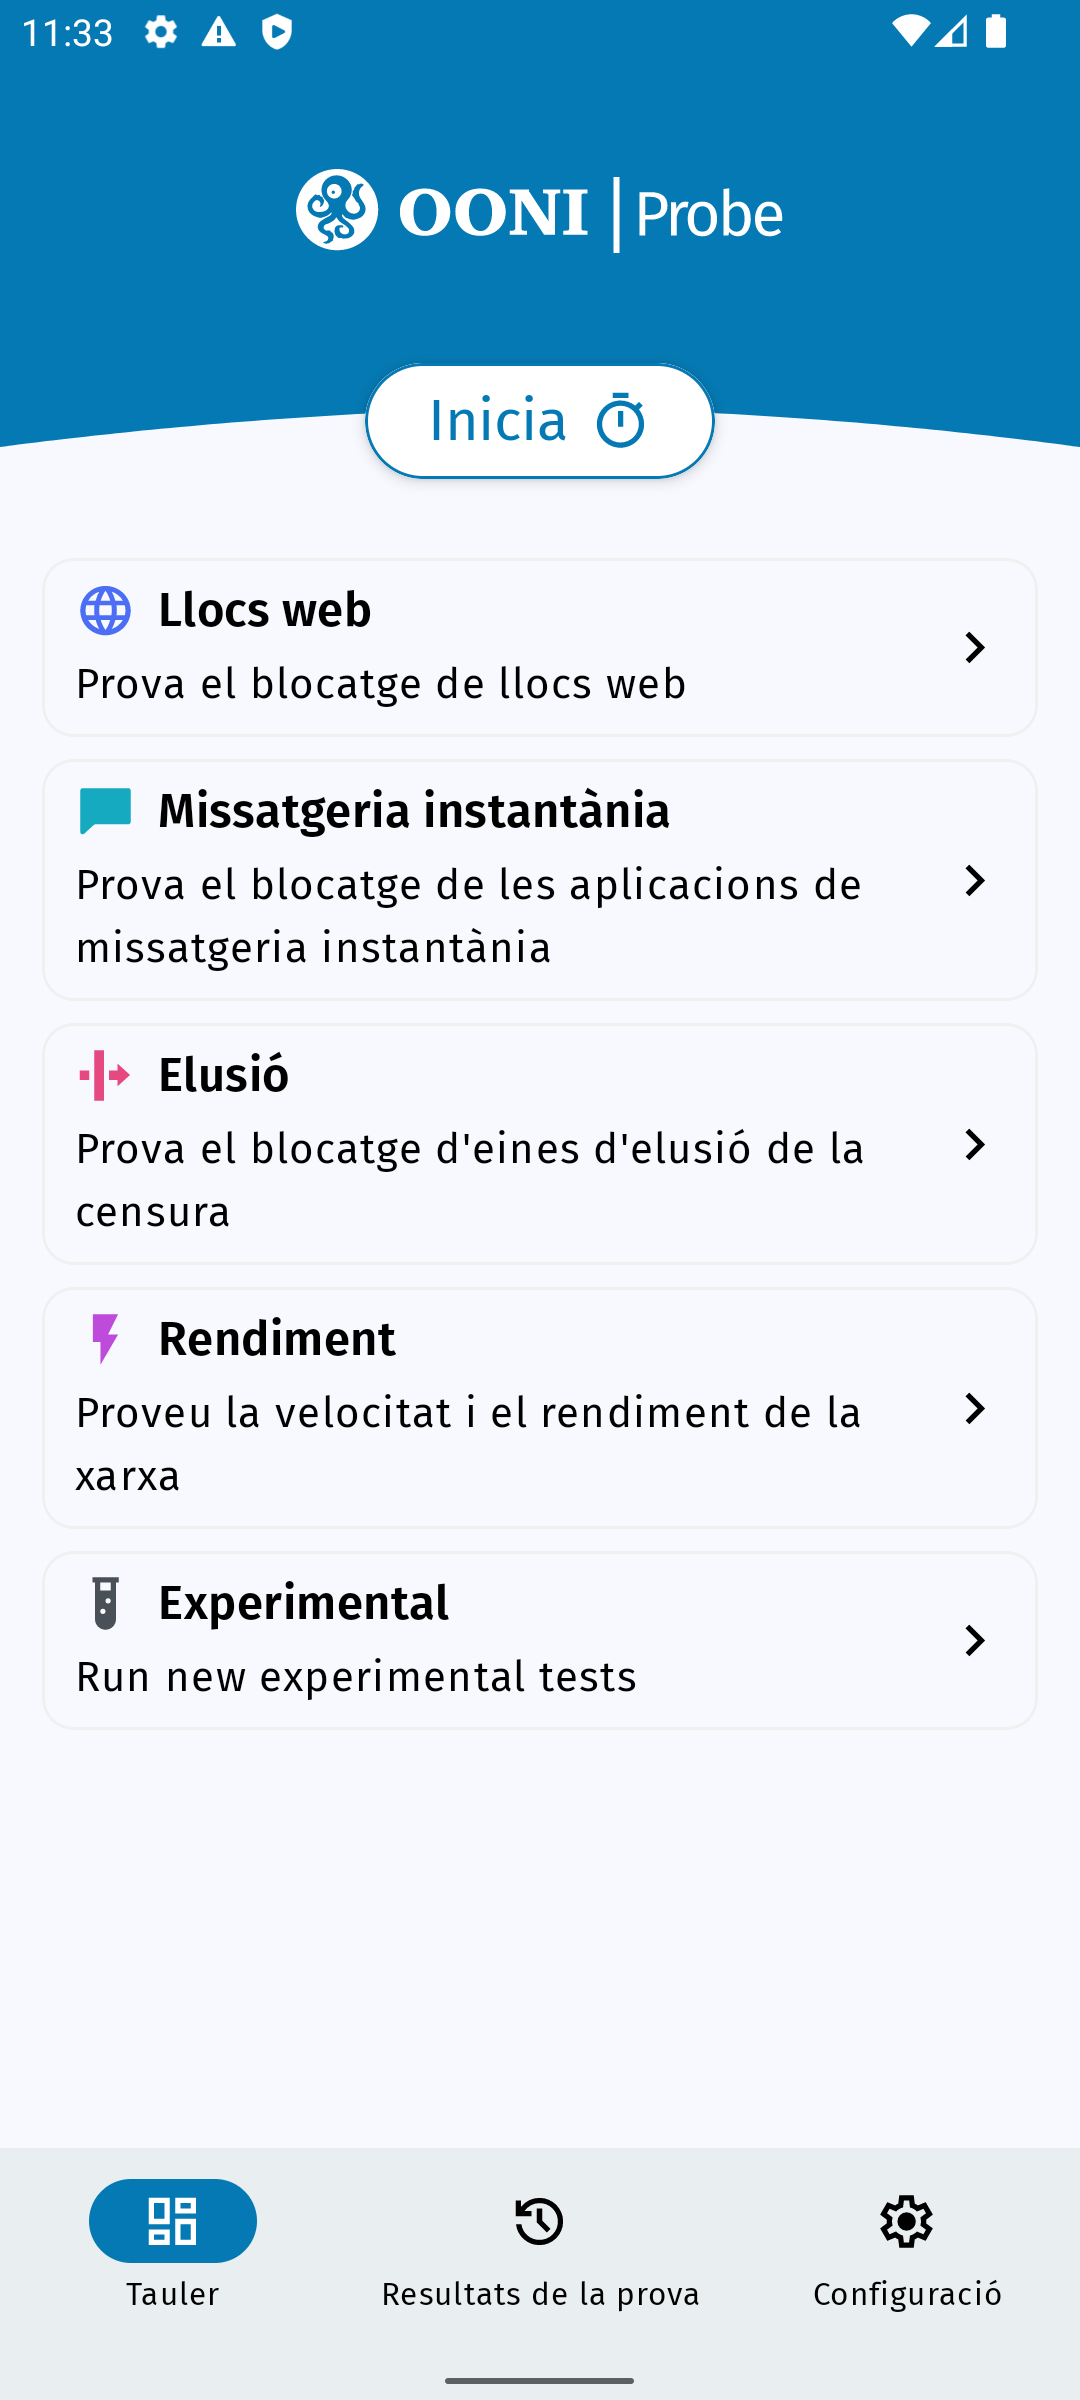 11:33
OONI | Probe
Inicia
Llocs web
Prova el blocatge de llocs web
Missatgeria instantània
Prova el blocatge de les aplicacions de
missatgeria instantània
Elusió
Prova el blocatge d'eines d'elusió de la
censura
Rendiment
Proveu la velocitat i el rendiment de la
xarxa
Experimental
Run new experimental tests
Tauler
Resultats de la prova
Configuració